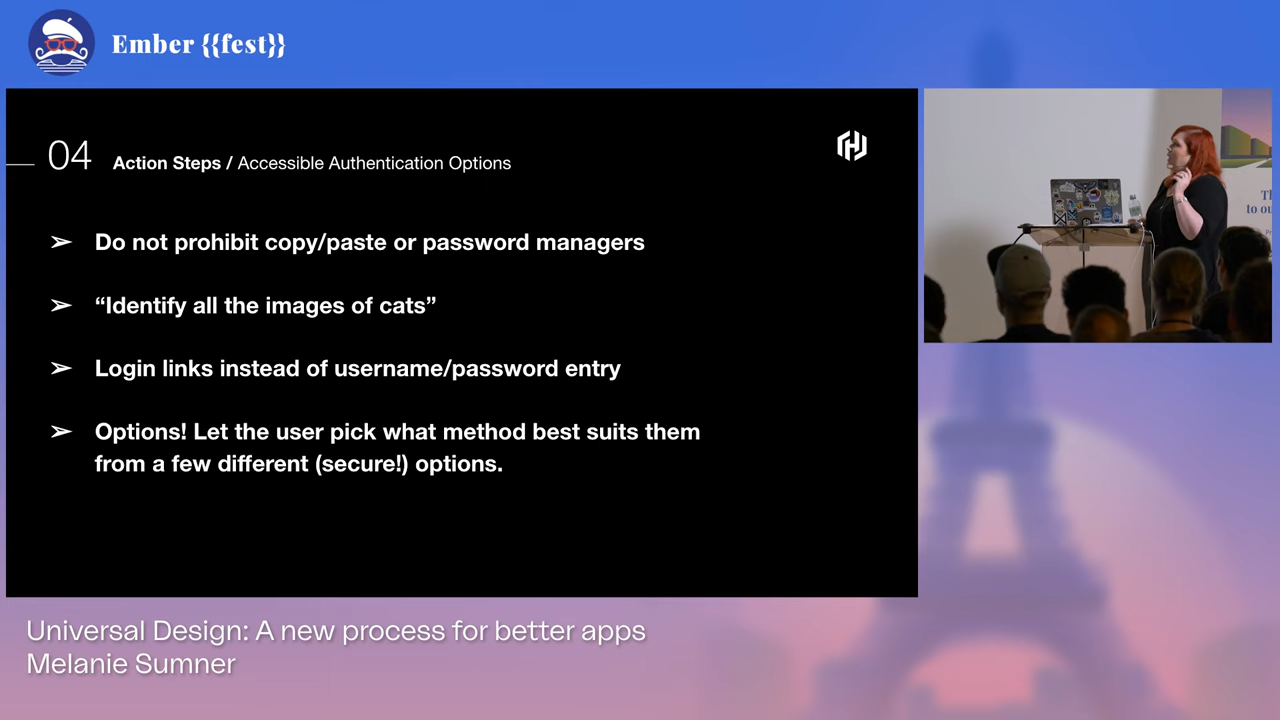 Ember {{fest}}
04 Action Steps / Accessible Authentication Options
➢ Do not prohibit copy/paste or password managers
➢ “Identify all the images of cats”
➢ Login links instead of username/password entry
➢ Options! Let the user pick what method best suits them
from a few different (secure!) options.
to ou
Universal Design: A new process for better apps
Melanie Sumner